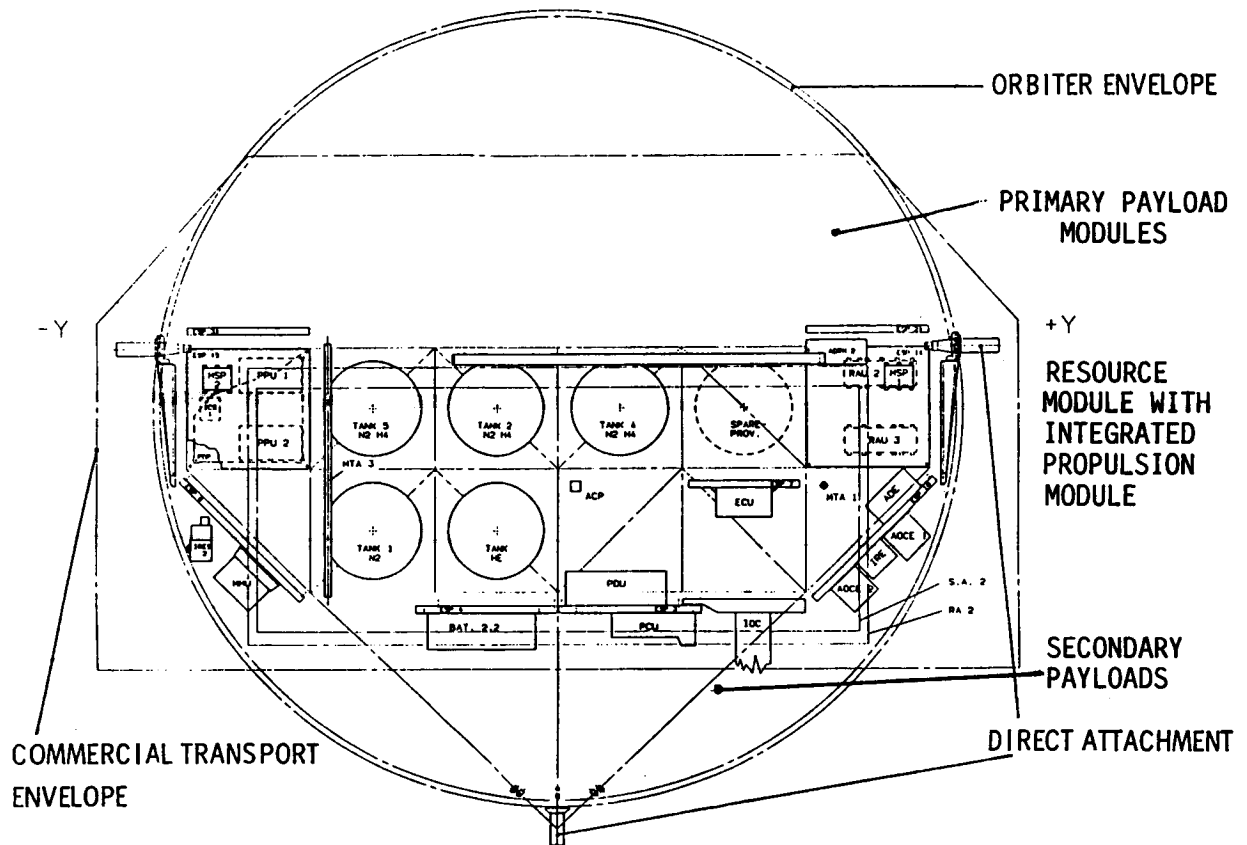 ORBITER ENVELOPE
PRIMARY PAYLOAD
MODULES
-Y
+Y
RESOURCE
MODULE WITH
INTEGRATED
PROPULSION
MODULE
HSP
2
PPU 1
PPU 2
TANK 5
N2 H4
TANK 2
N2 H4
TANK 4
N2 H4
SPARE
PROV.
RAU 2
HSP
1
RAU 3
MTA 3
ACP
ECU
MTA 1
ADE
AOCE 1
IRE
TANK 1
N2
TANK
HE
MMU
PDU
S.A. 2
RA 2
BAT. 2,2
PCU
IOC
SECONDARY
PAYLOADS
DIRECT ATTACHMENT
COMMERCIAL TRANSPORT
ENVELOPE